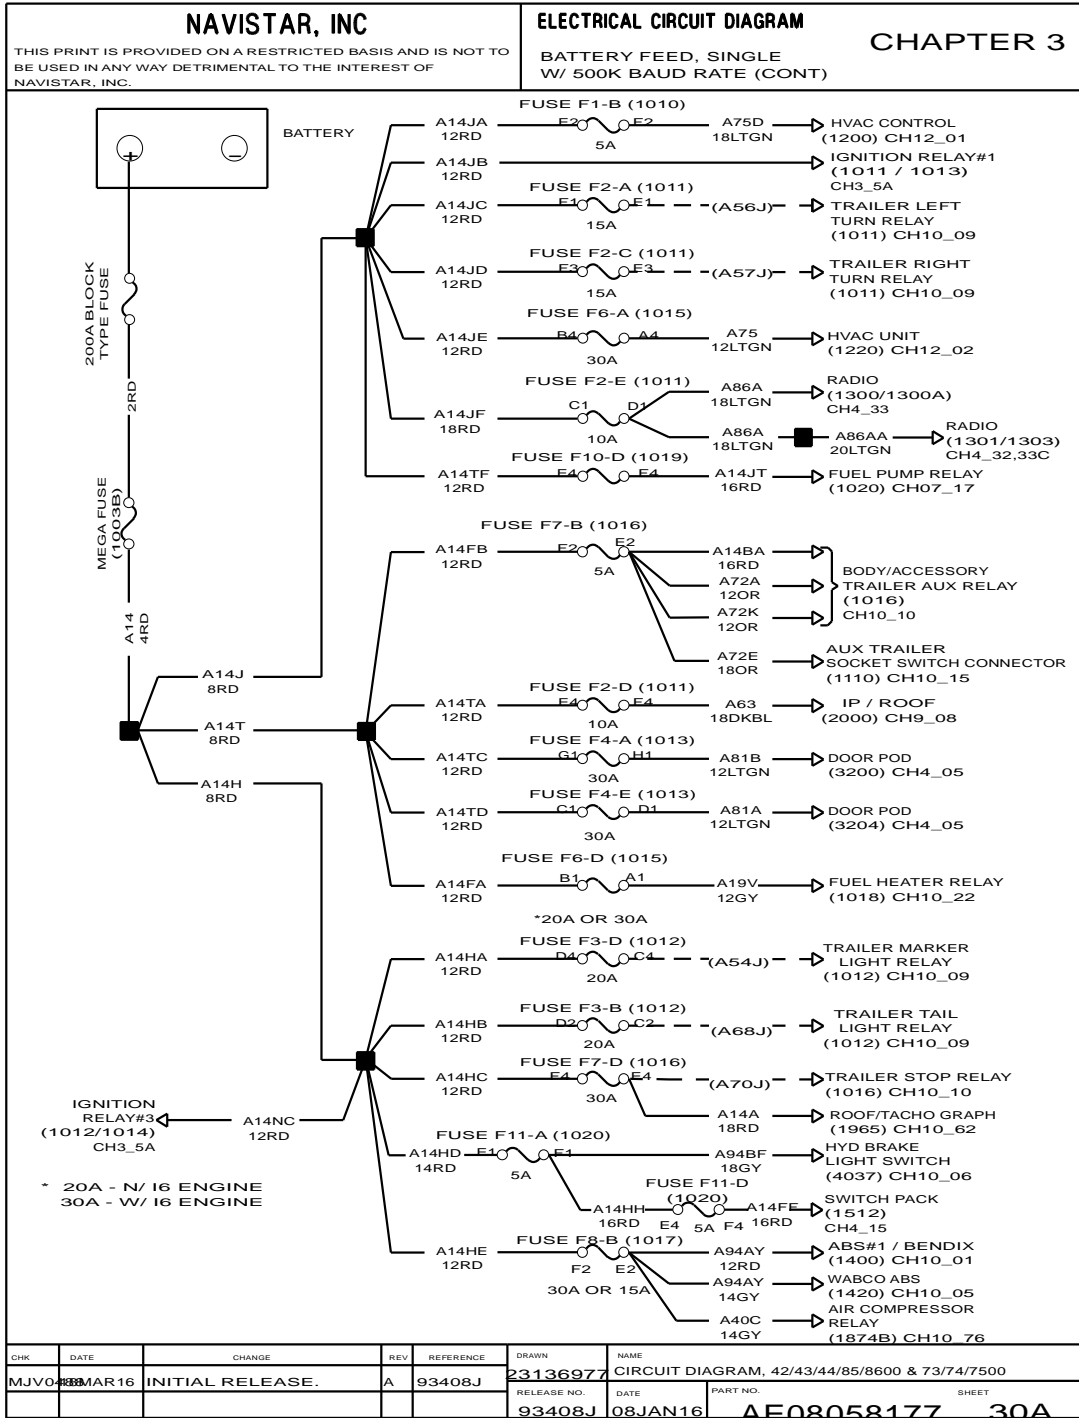 NAVISTAR, INC
THIS PRINT IS PROVIDED ON A RESTRICTED BASIS AND IS NOT TO
BE USED IN ANY WAY DETRIMENTAL TO THE INTEREST OF
NAVISTAR, INC.
ELECTRICAL CIRCUIT DIAGRAM
BATTERY FEED, SINGLE
W/ 500K BAUD RATE (CONT)
CHAPTER 3
BATTERY
+
−
200A BLOCK
TYPE FUSE
2RD
MEGA FUSE
(1003B)
A14
4RD
A14J
8RD
A14T
8RD
A14H
8RD
FUSE F1-B (1010)
A14JA
12RD
5A
A75D
18LTGN
HVAC CONTROL
(1200) CH12_01
A14JB
12RD
IGNITION RELAY#1
(1011 / 1013)
CH3_5A
FUSE F2-A (1011)
A14JC
12RD
15A
(A56J)
TRAILER LEFT
TURN RELAY
(1011) CH10_09
FUSE F2-C (1011)
A14JD
12RD
15A
(A57J)
TRAILER RIGHT
TURN RELAY
(1011) CH10_09
FUSE F6-A (1015)
A14JE
12RD
B4
A4
30A
A75
12LTGN
HVAC UNIT
(1220) CH12_02
FUSE F2-E (1011)
A14JF
18RD
C1
D1
10A
A86A
18LTGN
RADIO
(1300/1300A)
CH4_33
A86A
18LTGN
A86AA
20LTGN
RADIO
(1301/1303)
CH4_32,33C
FUSE F10-D (1019)
A14TF
12RD
5A
A14JT
16RD
FUEL PUMP RELAY
(1020) CH07_17
FUSE F7-B (1016)
A14FB
12RD
F2
E2
5A
A14BA
16RD
A72A
12OR
A72K
12OR
BODY/ACCESSORY
TRAILER AUX RELAY
(1016)
CH10_10
A72E
18OR
AUX TRAILER
SOCKET SWITCH CONNECTOR
(1110) CH10_15
FUSE F2-D (1011)
A14TA
12RD
10A
A63
18DKBL
IP / ROOF
(2000) CH9_08
FUSE F4-A (1013)
A14TC
12RD
G1
H1
30A
A81B
12LTGN
DOOR POD
(3200) CH4_05
FUSE F4-E (1013)
A14TD
12RD
C1
D1
30A
A81A
12LTGN
DOOR POD
(3204) CH4_05
FUSE F6-D (1015)
A14FA
12RD
B1
A1
*20A OR 30A
A19V
12GY
FUEL HEATER RELAY
(1018) CH10_22
FUSE F3-D (1012)
A14HA
12RD
D4
C4
20A
(A54J)
TRAILER MARKER
LIGHT RELAY
(1012) CH10_09
FUSE F3-B (1012)
A14HB
12RD
D2
C2
20A
(A68J)
TRAILER TAIL
LIGHT RELAY
(1012) CH10_09
FUSE F7-D (1016)
A14HC
12RD
30A
(A70J)
TRAILER STOP RELAY
(1016) CH10_10
A14A
18RD
ROOF/TACHO GRAPH
(1965) CH10_62
IGNITION
RELAY#3
(1012/1014)
CH3_5A
A14NC
12RD
FUSE F11-A (1020)
A14HD
14RD
5A
A94BF
18GY
HYD BRAKE
LIGHT SWITCH
(4037) CH10_06
FUSE F11-D
(1020)
A14HH
16RD
E4
5A
F4
A14FE
16RD
SWITCH PACK
(1512)
CH4_15
* 20A - N/ I6 ENGINE
30A - W/ I6 ENGINE
FUSE F8-B (1017)
A14HE
12RD
F2
E2
30A OR 15A
A94AY
12RD
ABS#1 / BENDIX
(1400) CH10_01
A94AY
14GY
WABCO ABS
(1420) CH10_05
A40C
14GY
AIR COMPRESSOR
RELAY
(1874B) CH10_76
CHK DATE CHANGE REV REFERENCE
INITIAL RELEASE. A 93408J
DRAWN
23136977
NAME
CIRCUIT DIAGRAM, 42/43/44/85/8600 & 73/74/7500
RELEASE NO.
93408J
DATE
08JAN16
PART NO.
AE08058177
SHEET
30A